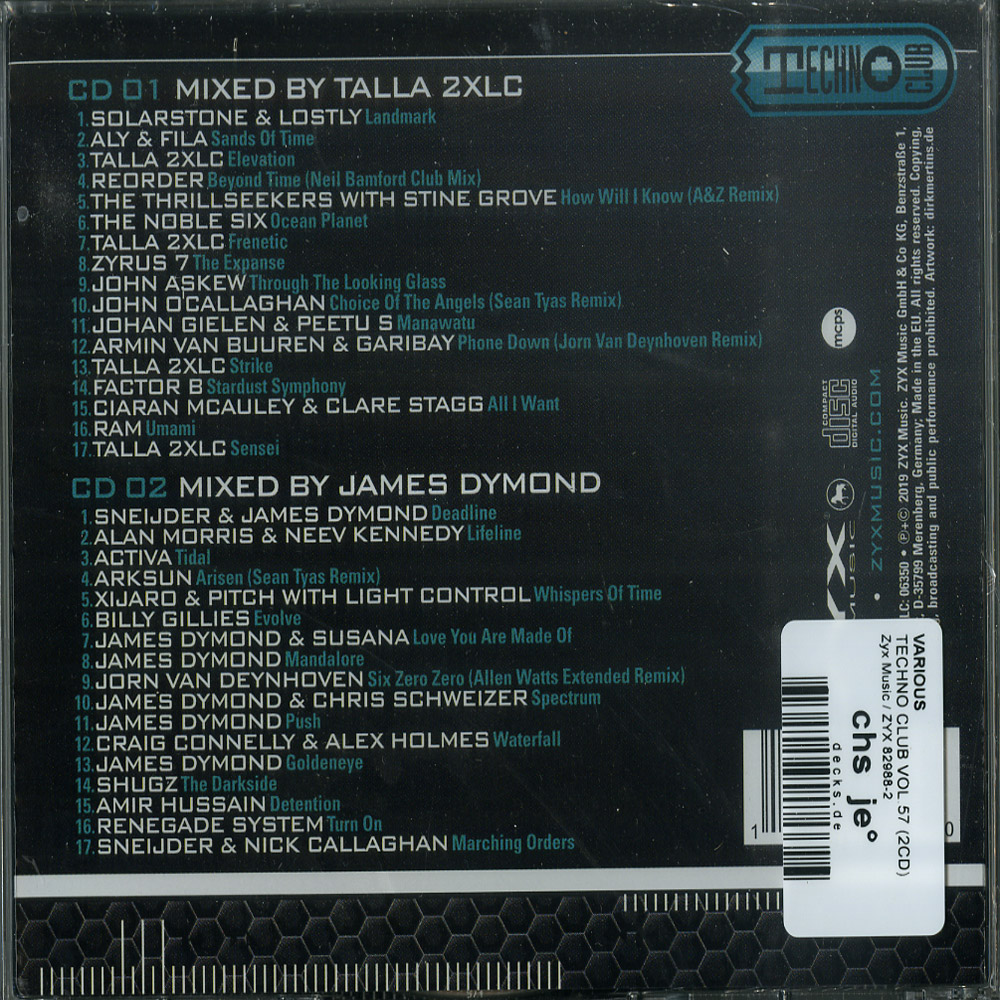 TECHNO CLUB
CD 01 MIXED BY TALLA 2XLC
1.SOLARSTONE & LOSTLY Landmark
2.ALY & FILA Sands Of Time
3.TALLA 2XLC Elevation
4.REORDER Beyond Time (Neil Bamford Club Mix)
5.THE THRILLSEEKERS WITH STINE GROVE How Will I Know (A&Z Remix)
6.THE NOBLE SIX Ocean Planet
7.TALLA 2XLC Frenetic
8.ZYRUS 7 The Expanse
9.JOHN ASKEW Through The Looking Glass
10.JOHN O'CALLAGHAN Choice Of The Angels (Sean Tyas Remix)
11.JOHAN GIELEN & PEETU S Manawatu
12.ARMIN VAN BUUREN & GARIBAY Phone Down (Jorn Van Deynhoven Remix)
13.TALLA 2XLC Strike
14.FACTOR B Stardust Symphony
15.CIARAN MCAULEY & CLARE STAGG All I Want
16.RAM Umami
17.TALLA 2XLC Sensei
CD 02 MIXED BY JAMES DYMOND
1.SNEIJDER & JAMES DYMOND Deadline
2.ALAN MORRIS & NEEV KENNEDY Lifeline
3.ACTIVA Tidal
4.ARKSUN Arisen (Sean Tyas Remix)
5.XIJARO & PITCH WITH LIGHT CONTROL Whispers Of Time
6.BILLY GILLIES Evolve
7.JAMES DYMOND & SUSANA Love You Are Made Of
8.JAMES DYMOND Mandalore
9.JORN VAN DEYNHOVEN Six Zero Zero (Allen Watts Extended Remix)
10.JAMES DYMOND & CHRIS SCHWEIZER Spectrum
11.JAMES DYMOND Push
12.CRAIG CONNELLY & ALEX HOLMES Waterfall
13.JAMES DYMOND Goldeneye
14.SHUGZ The Darkside
15.AMIR HUSSAIN Detention
16.RENEGADE SYSTEM Turn On
17.SNEIJDER & NICK CALLAGHAN Marching Orders
mcps
COMPACT
disc
DIGITAL AUDIO
MUSIC
ZYXMUSIC.COM •
LC: 06350 • ℗+© 2019 ZYX Music. ZYX Music GmbH & Co KG, Benzstraße 1,
D-35799 Merenberg, Germany; Made in the EU. All rights reserved. Copying,
broadcasting and public performance prohibited. Artwork: dirkmertins.de
VARIOUS
TECHNO CLUB VOL. 57 (2CD)
Zyx Music / ZYX 82988-2
chs je°
decks.de
1
0